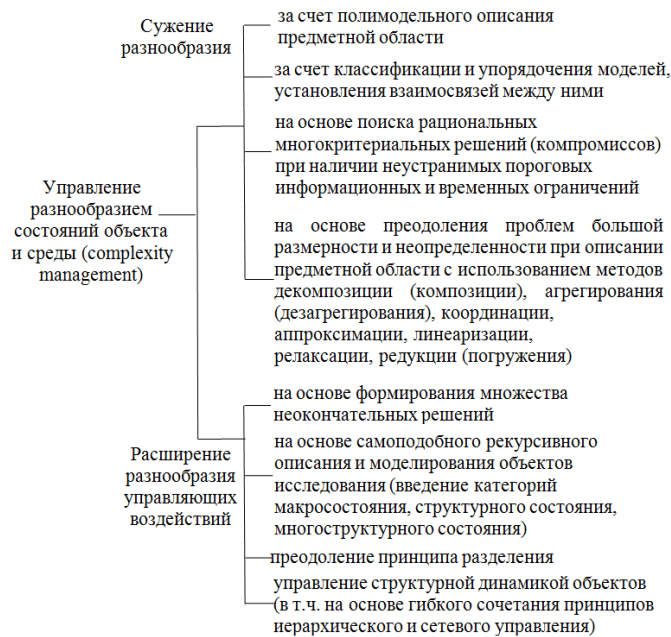 Сужение
разнообразия
за счет полимодельного описания
предметной области
за счет классификации и упорядочения моделей,
установления взаимосвязей между ними
на основе поиска рациональных
многокритериальных решений (компромиссов)
при наличии неустранимых пороговых
информационных и временных ограничений
Управление
разнообразием
состояний объекта
и среды (complexity
management)
на основе преодоления проблем большой
размерности и неопределенности при описании
предметной области с использованием методов
декомпозиции (композиции), агрегирования
(дезагрегирования), координации,
аппроксимации, линеаризации,
релаксации, редукции (погружения)
на основе формирования множества
неокончательных решений
Расширение
разнообразия
управляющих
воздействий
на основе самоподобного рекурсивного
описания и моделирования объектов
исследования (введение категорий
макросостояния, структурного состояния,
многоструктурного состояния)
преодоление принципа разделения
управление структурной динамикой объектов
(в т.ч. на основе гибкого сочетания принципов
иерархического и сетевого управления)